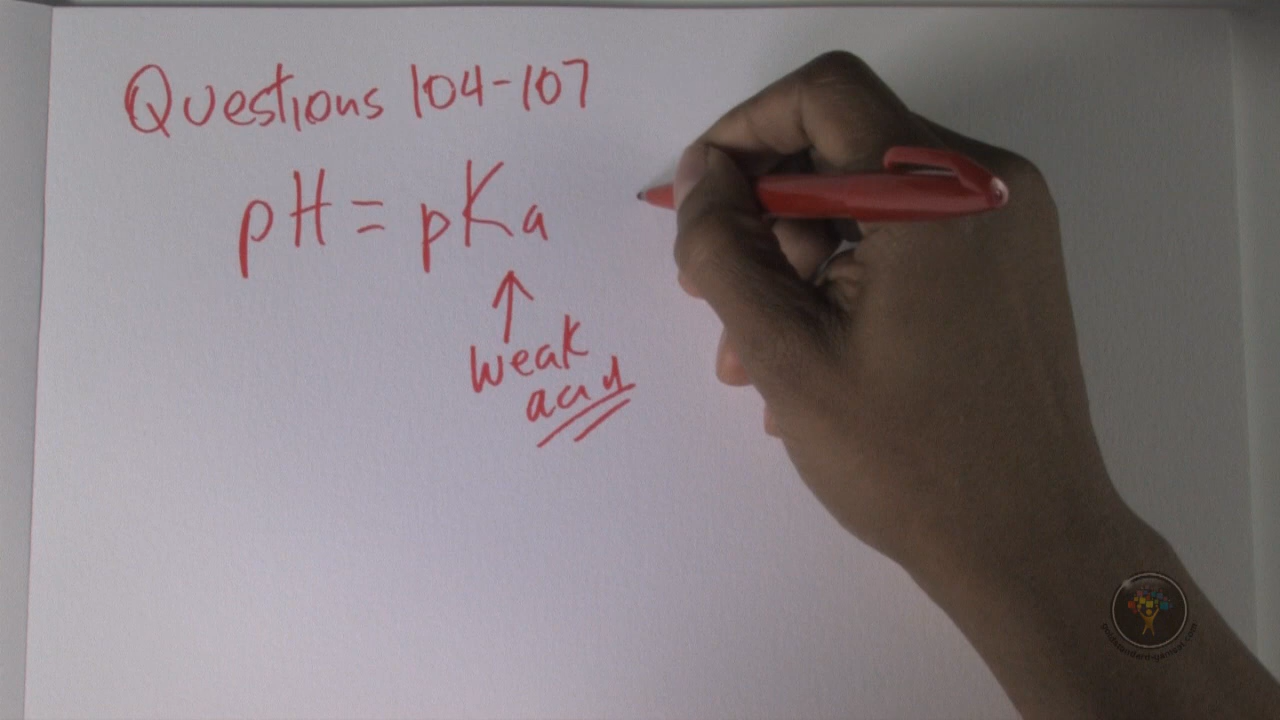 Questions 104-107
pH = pKa
↑
weak
acid